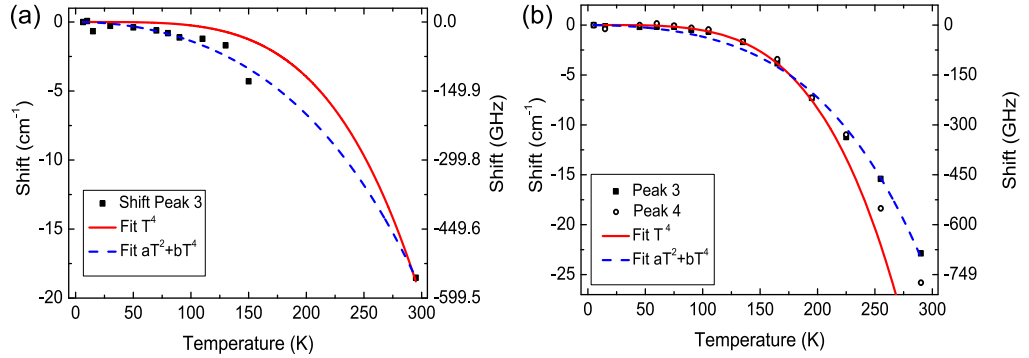 (a)
0
-5
-10
-15
-20
Shift (cm⁻¹)
0.0
-149.9
-299.8
-449.6
-599.5
Shift (GHz)
Shift Peak 3
Fit T⁴
Fit aT²+bT⁴
0 50 100 150 200 250 300
Temperature (K)
(b)
0
-5
-10
-15
-20
-25
Shift (cm⁻¹)
0
-150
-300
-450
-600
-749
Shift (GHz)
Peak 3
Peak 4
Fit T⁴
Fit aT²+bT⁴
0 50 100 150 200 250 300
Temperature (K)